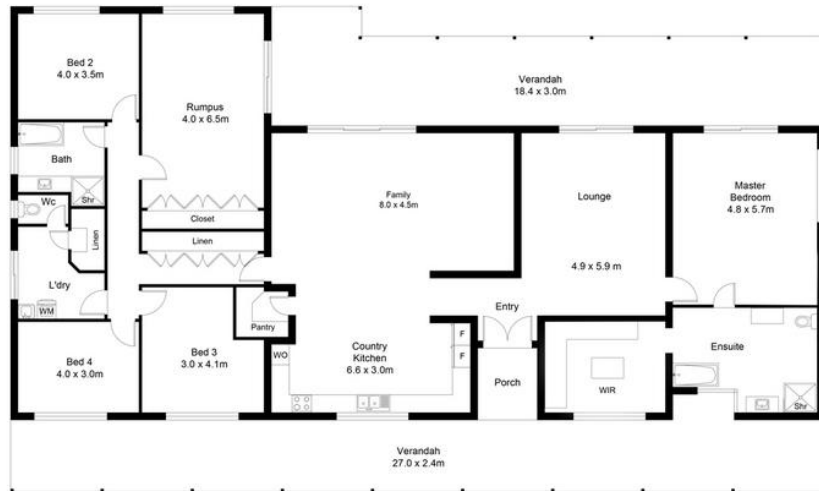 Bed 2
4.0 x 3.5m
Rumpus
4.0 x 6.5m
Verandah
18.4 x 3.0m
Bath
Shr
Wc
Closet
Linen
Linen
L'dry
WM
Family
8.0 x 4.5m
Lounge
4.9 x 5.9 m
Master
Bedroom
4.8 x 5.7m
Entry
Pantry
Bed 4
4.0 x 3.0m
Bed 3
3.0 x 4.1m
WO
Country
Kitchen
6.6 x 3.0m
F
F
Porch
WIR
Ensuite
Shr
Verandah
27.0 x 2.4m